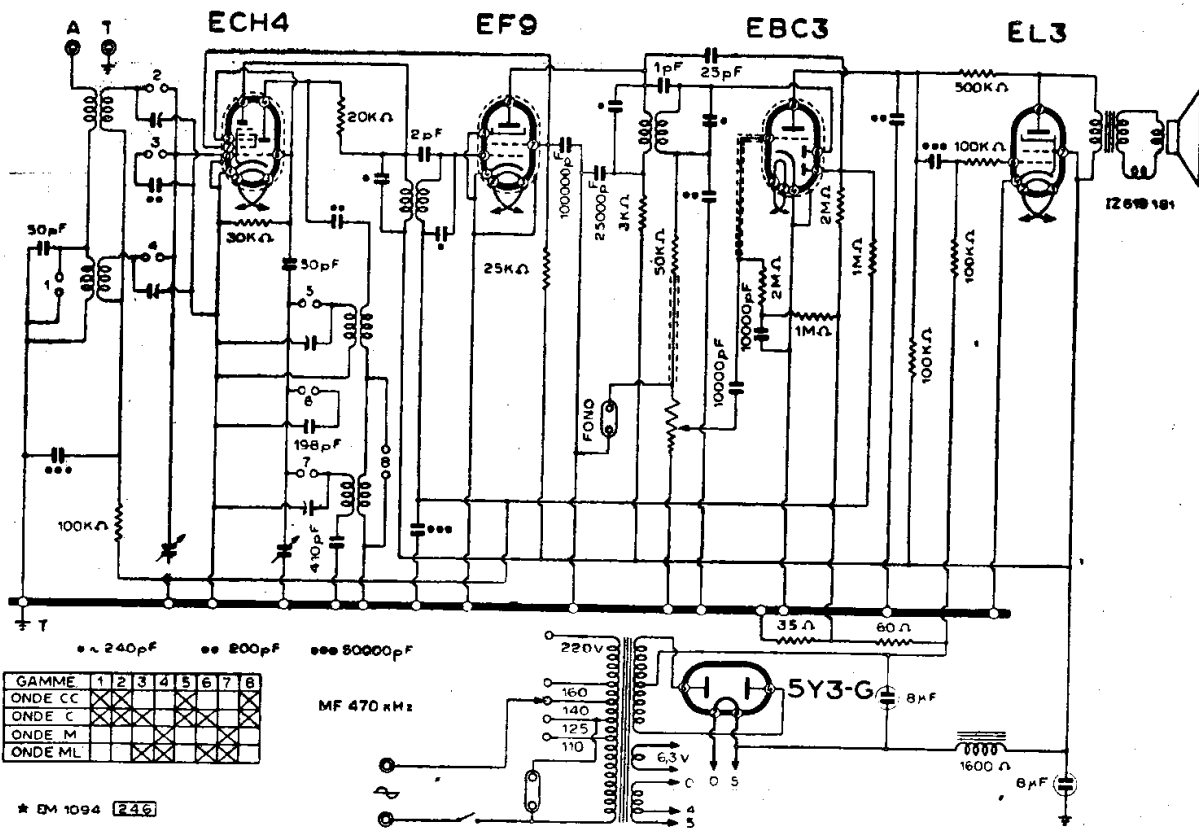 ECH4 EF9 EBC3 EL3
A T
2
3
50pF
4
1
20KΩ
2pF
30KΩ
50pF
5
6
198pF
7
8
410pF
100KΩ
25KΩ
100000pF
25000pF
1pF
25pF
3KΩ
50KΩ
FONO
2MΩ
2MΩ
1MΩ
1MΩ
10000pF
10000pF
500KΩ
100KΩ
100KΩ
100KΩ
IZ619181
35Ω
60Ω
T
• ~ 240pF •• 200pF ••• 50000pF
GAMME 1 2 3 4 5 6 7 8
ONDE CC
ONDE C
ONDE M
ONDE ML
MF 470 KHz
220V
160
140
125
110
5Y3-G
6,3V
0
4
5
0 5
8µF
1600Ω
8µF
* EM 1094 246